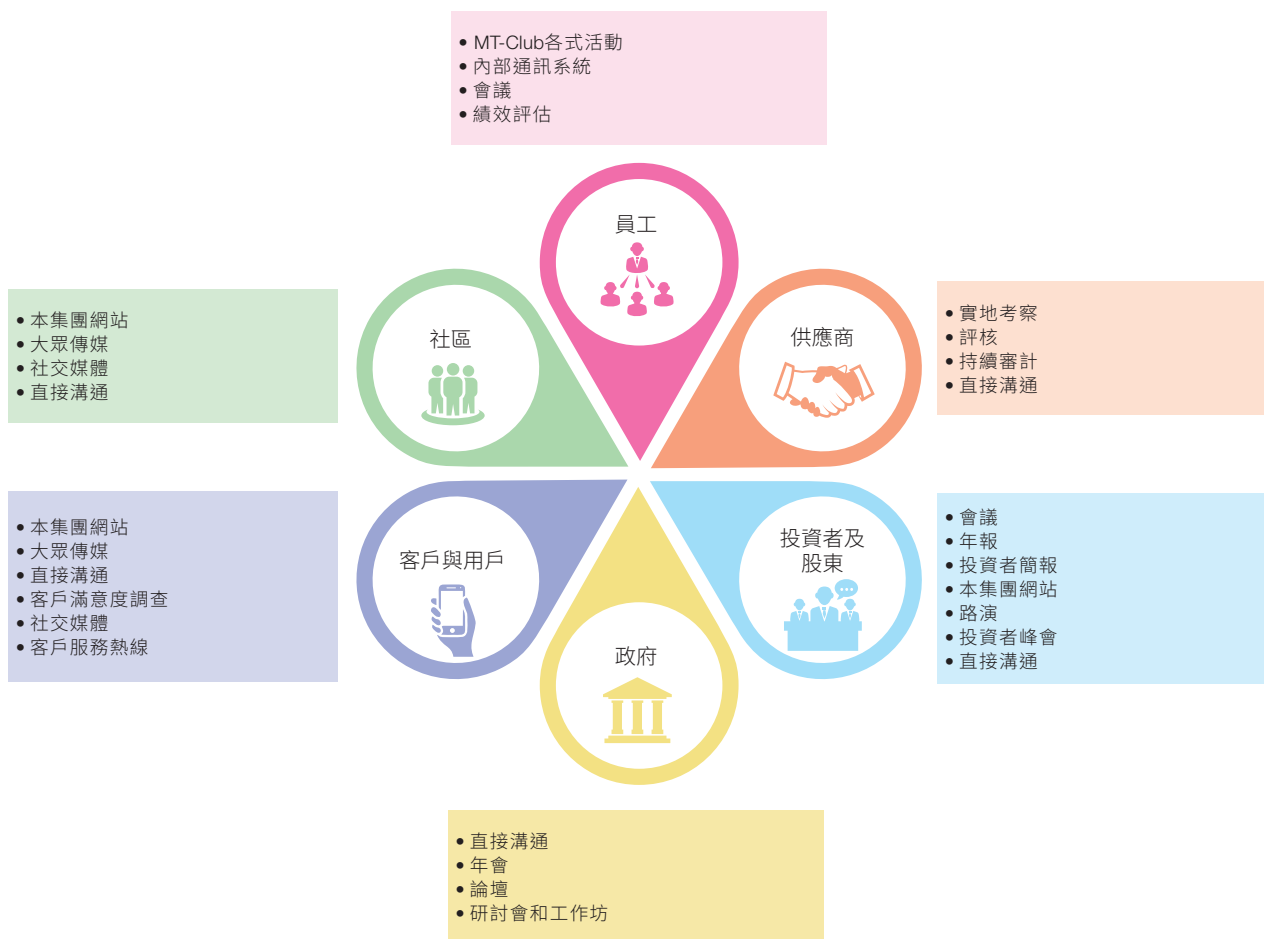 • MT-Club各式活動
• 內部通訊系統
• 會議
• 績效評估
員工
社區
• 本集團網站
• 大眾傳媒
• 社交媒體
• 直接溝通
供應商
• 實地考察
• 評核
• 持續審計
• 直接溝通
客戶與用戶
• 本集團網站
• 大眾傳媒
• 直接溝通
• 客戶滿意度調查
• 社交媒體
• 客戶服務熱線
投資者及
股東
• 會議
• 年報
• 投資者簡報
• 本集團網站
• 路演
• 投資者峰會
• 直接溝通
政府
• 直接溝通
• 年會
• 論壇
• 研討會和工作坊